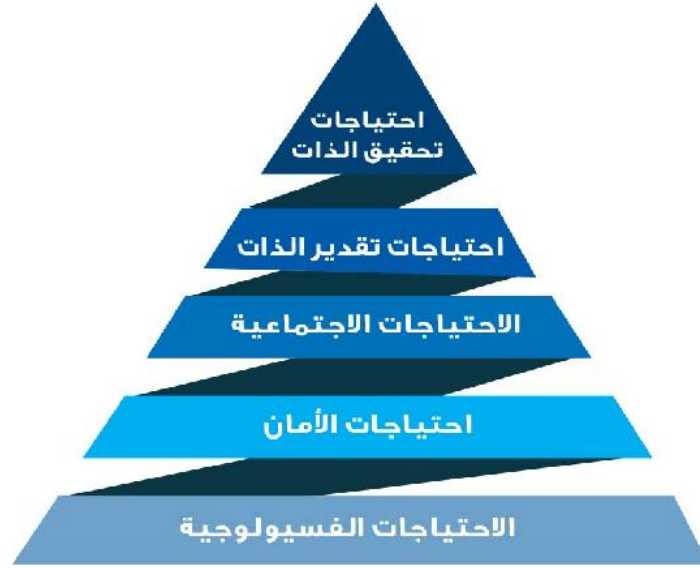 احتياجات
تحقيق الذات
احتياجات تقدير الذات
الاحتياجات الاجتماعية
احتياجات الأمان
الاحتياجات الفسيولوجية